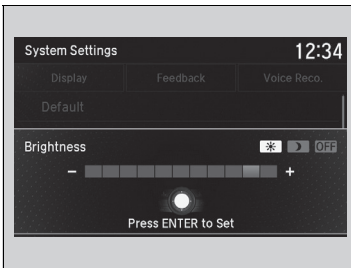 System Settings 12:34
Display Feedback Voice Reco.
Default
Brightness OFF
− +
Press ENTER to Set